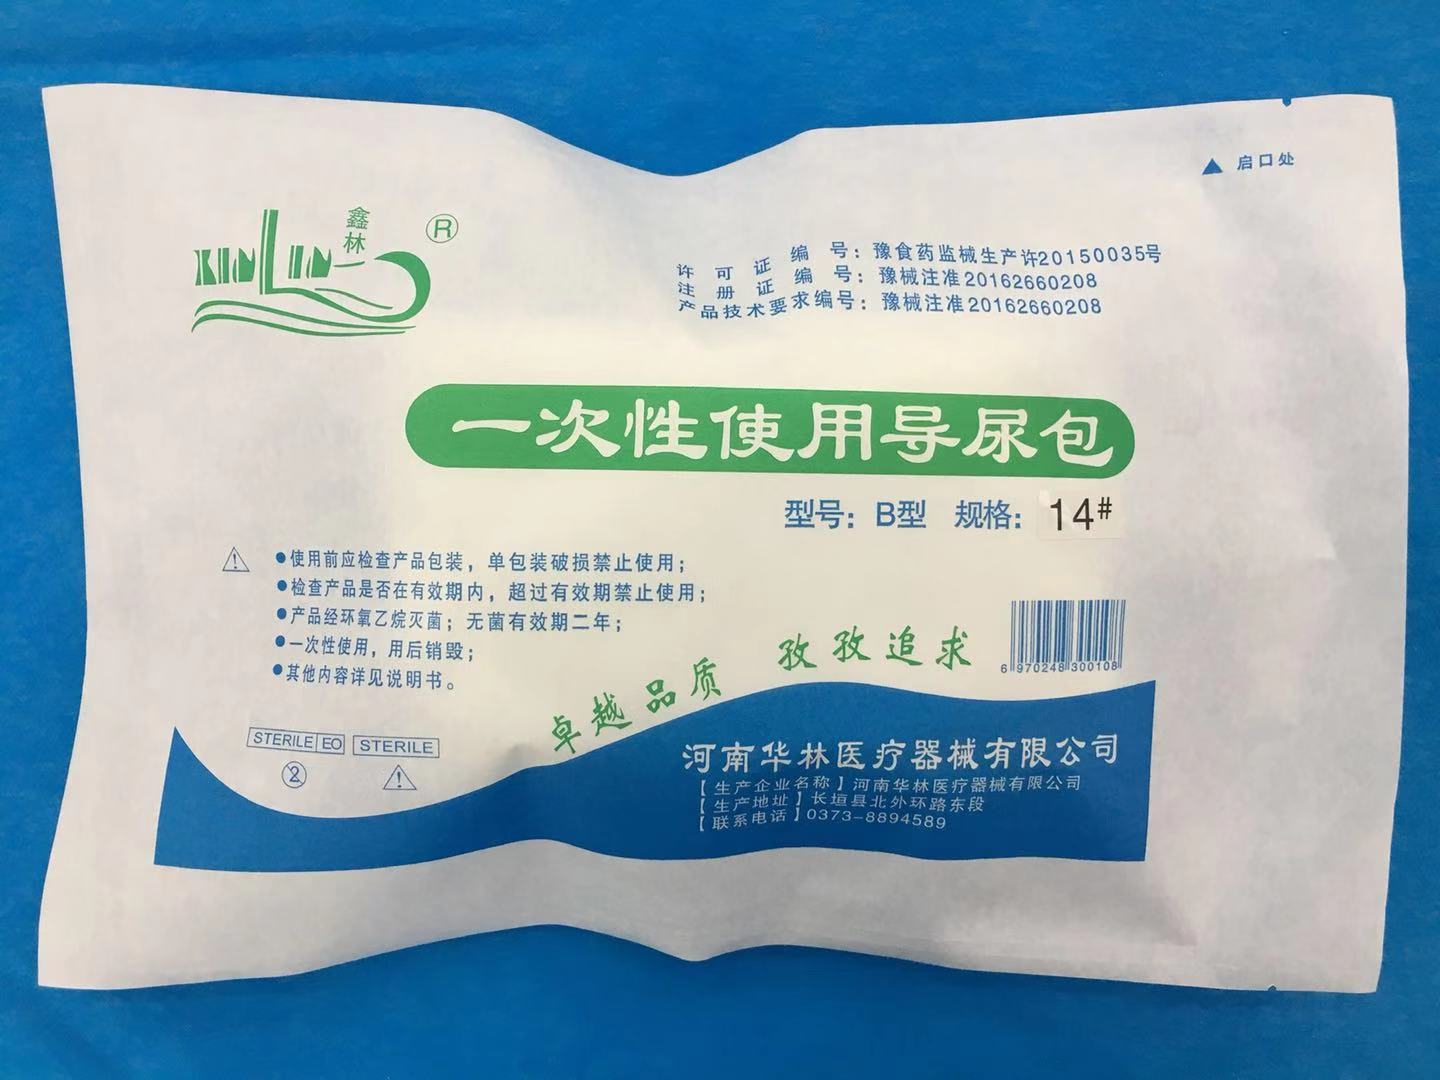 启口处
鑫林
XINLIN
®
许可证编号：豫食药监械生产许20150035号
注册证编号：豫械注准20162660208
产品技术要求编号：豫械注准20162660208
一次性使用导尿包
型号：B型 规格：14#
●使用前应检查产品包装，单包装破损禁止使用；
●检查产品是否在有效期内，超过有效期禁止使用；
●产品经环氧乙烷灭菌；无菌有效期二年；
●一次性使用，用后销毁；
●其他内容详见说明书。
6 970248 300108
卓越品质 孜孜追求
STERILE EO STERILE
2
河南华林医疗器械有限公司
【生产企业名称】河南华林医疗器械有限公司
【生产地址】长垣县北外环路东段
【联系电话】0373-8894589